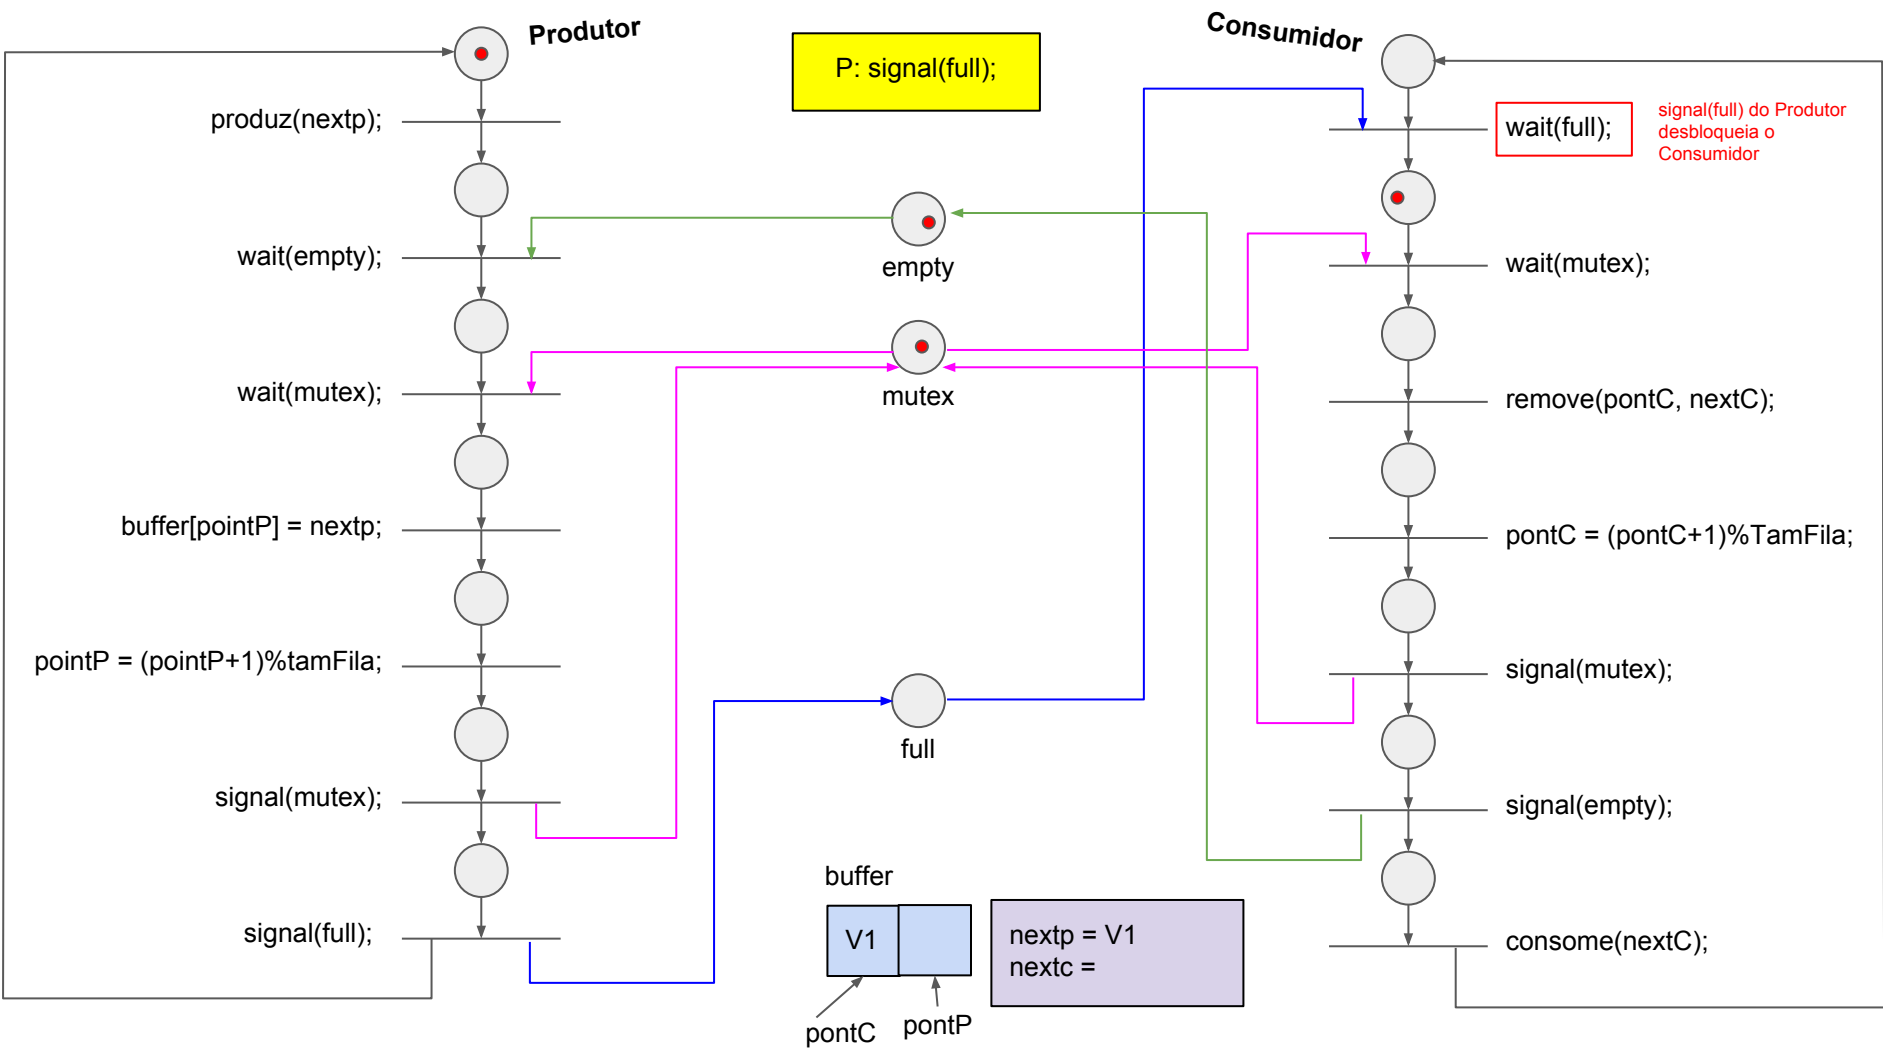 Produtor
produz(nextp);
wait(empty);
wait(mutex);
buffer[pointP] = nextp;
pointP = (pointP+1)%tamFila;
signal(mutex);
signal(full);
P: signal(full);
empty
mutex
full
buffer
V1
pontC
pontP
nextp = V1
nextc =
Consumidor
wait(full);
signal(full) do Produtor
desbloqueia o
Consumidor
wait(mutex);
remove(pontC, nextC);
pontC = (pontC+1)%TamFila;
signal(mutex);
signal(empty);
consome(nextC);